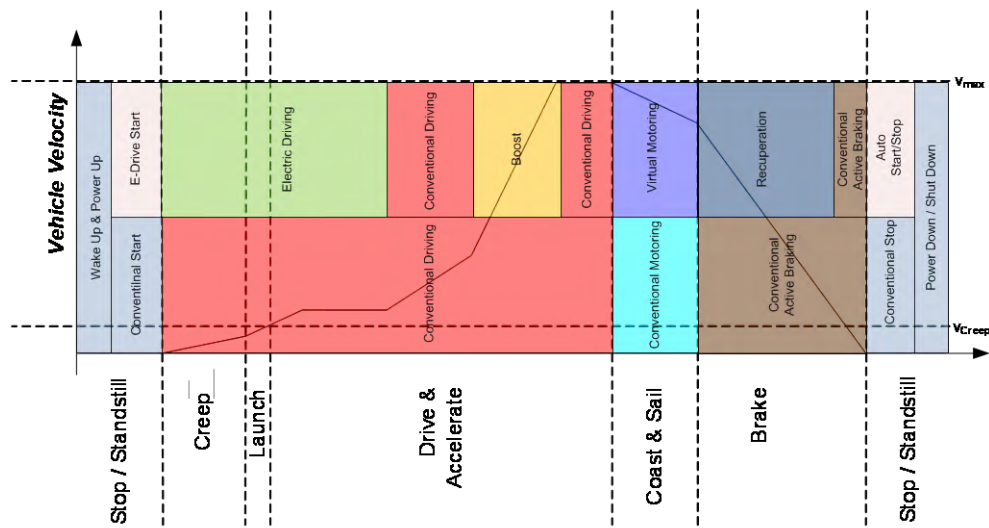 Vmax
Vehicle Velocity
Wake Up & Power Up
E-Drive Start
Electric Driving
Conventional Driving
Boost
Conventional Driving
Virtual Motoring
Recuperation
Conventional
Active Braking
Auto
Start/Stop
Power Down / Shut Down
Conventilnal Start
Conventional Driving
Conventional Motoring
Conventional
Active Braking
Conventional Stop
VCreep
Stop / Standstill
Creep
Launch
Drive &
Accelerate
Coast & Sail
Brake
Stop / Standstill